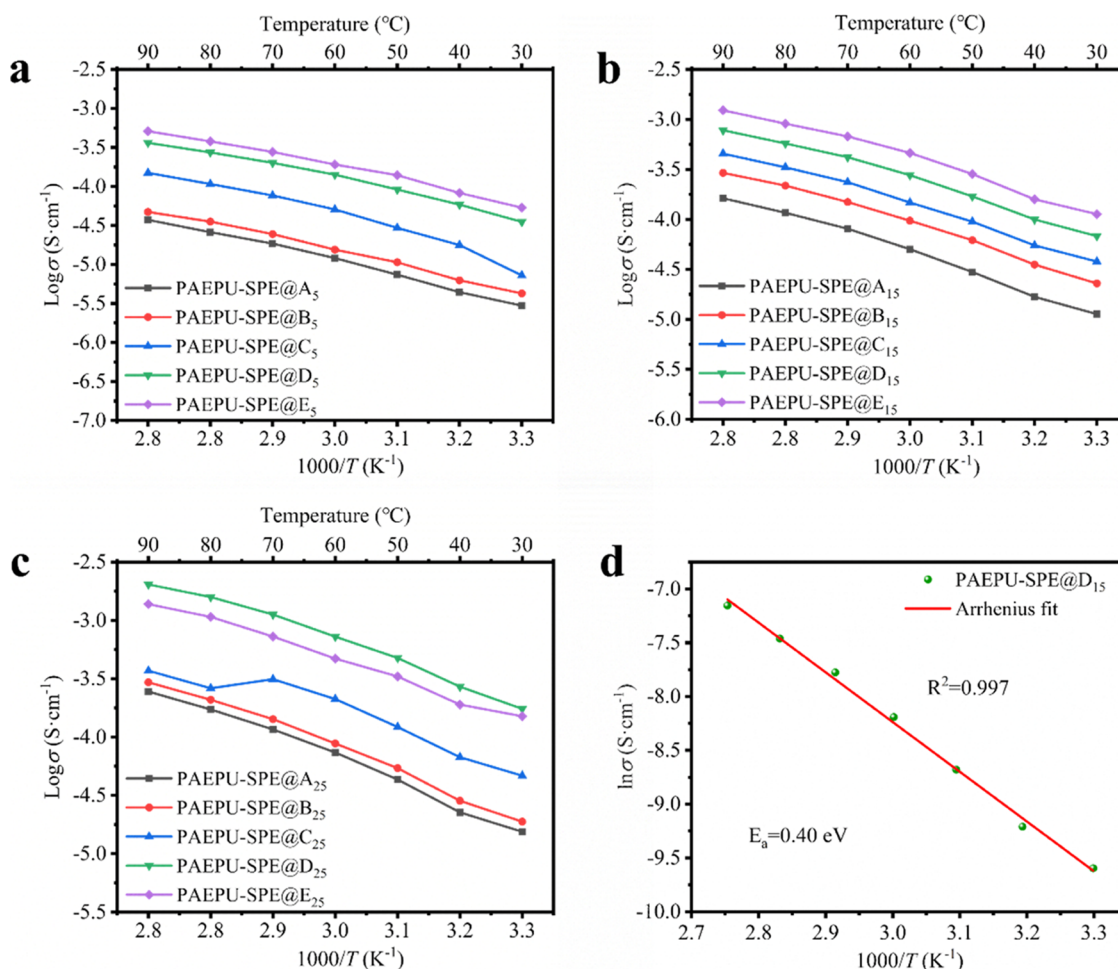 a
Temperature (℃)
90 80 70 60 50 40 30
-2.5
-3.0
-3.5
-4.0
-4.5
-5.0
-5.5
-6.0
-6.5
-7.0
Logσ (S·cm⁻¹)
PAEPU-SPE@A₅
PAEPU-SPE@B₅
PAEPU-SPE@C₅
PAEPU-SPE@D₅
PAEPU-SPE@E₅
2.8 2.8 2.9 3.0 3.1 3.2 3.3
1000/T (K⁻¹)
b
Temperature (℃)
90 80 70 60 50 40 30
-2.5
-3.0
-3.5
-4.0
-4.5
-5.0
-5.5
-6.0
Logσ (S·cm⁻¹)
PAEPU-SPE@A₁₅
PAEPU-SPE@B₁₅
PAEPU-SPE@C₁₅
PAEPU-SPE@D₁₅
PAEPU-SPE@E₁₅
2.8 2.8 2.9 3.0 3.1 3.2 3.3
1000/T (K⁻¹)
c
Temperature (℃)
90 80 70 60 50 40 30
-2.5
-3.0
-3.5
-4.0
-4.5
-5.0
-5.5
Logσ (S·cm⁻¹)
PAEPU-SPE@A₂₅
PAEPU-SPE@B₂₅
PAEPU-SPE@C₂₅
PAEPU-SPE@D₂₅
PAEPU-SPE@E₂₅
2.8 2.8 2.9 3.0 3.1 3.2 3.3
1000/T (K⁻¹)
d
-7.0
-7.5
-8.0
-8.5
-9.0
-9.5
-10.0
lnσ (S·cm⁻¹)
PAEPU-SPE@D₁₅
Arrhenius fit
R²=0.997
Eₐ=0.40 eV
2.7 2.8 2.9 3.0 3.1 3.2 3.3
1000/T (K⁻¹)